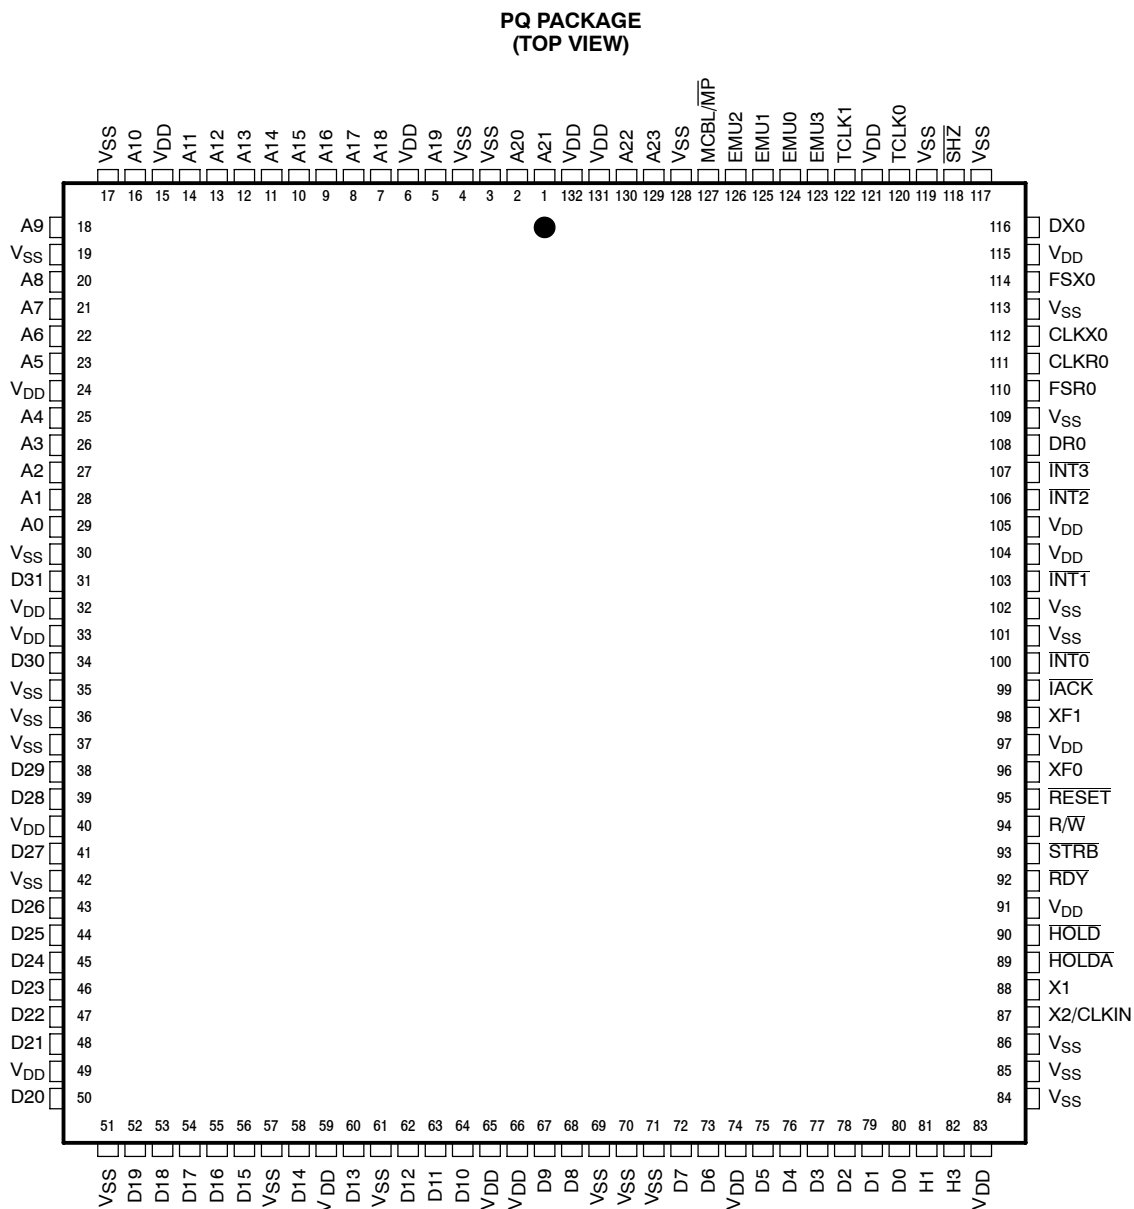 PQ PACKAGE
(TOP VIEW)
VSS A10 VDD A11 A12 A13 A14 A15 A16 A17 A18 VDD A19 VSS VSS A20 A21 VDD VDD A22 A23 VSS MCBL/M̅P̅ EMU2 EMU1 EMU0 EMU3 TCLK1 VDD TCLK0 VSS S̅H̅Z̅ VSS
17 16 15 14 13 12 11 10 9 8 7 6 5 4 3 2 1 132 131 130 129 128 127 126 125 124 123 122 121 120 119 118 117
A9 18 116 DX0
VSS 19 115 VDD
A8 20 114 FSX0
A7 21 113 VSS
A6 22 112 CLKX0
A5 23 111 CLKR0
VDD 24 110 FSR0
A4 25 109 VSS
A3 26 108 DR0
A2 27 107 I̅N̅T̅3̅
A1 28 106 I̅N̅T̅2̅
A0 29 105 VDD
VSS 30 104 VDD
D31 31 103 I̅N̅T̅1̅
VDD 32 102 VSS
VDD 33 101 VSS
D30 34 100 I̅N̅T̅0̅
VSS 35 99 I̅A̅C̅K̅
VSS 36 98 XF1
VSS 37 97 VDD
D29 38 96 XF0
D28 39 95 R̅E̅S̅E̅T̅
VDD 40 94 R/W̅
D27 41 93 S̅T̅R̅B̅
VSS 42 92 R̅D̅Y̅
D26 43 91 VDD
D25 44 90 H̅O̅L̅D̅
D24 45 89 H̅O̅L̅D̅A̅
D23 46 88 X1
D22 47 87 X2/CLKIN
D21 48 86 VSS
VDD 49 85 VSS
D20 50 84 VSS
51 52 53 54 55 56 57 58 59 60 61 62 63 64 65 66 67 68 69 70 71 72 73 74 75 76 77 78 79 80 81 82 83
VSS D19 D18 D17 D16 D15 VSS D14 VDD D13 VSS D12 D11 D10 VDD VDD D9 D8 VSS VSS VSS D7 D6 VDD D5 D4 D3 D2 D1 D0 H1 H3 VDD